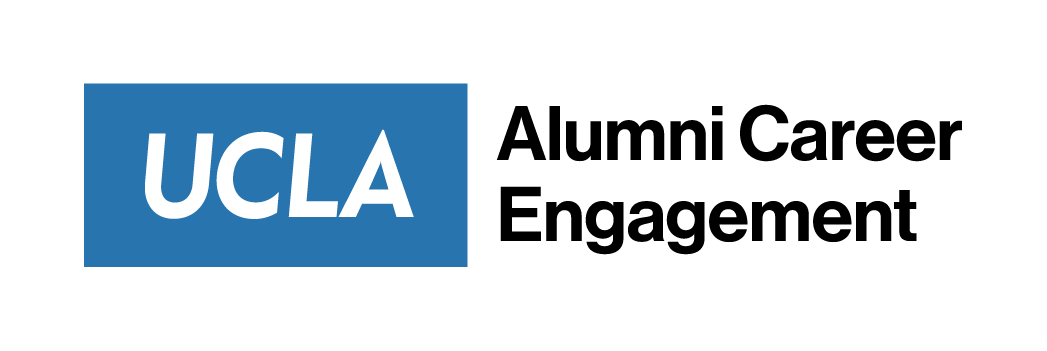 UCLA
Alumni Career
Engagement